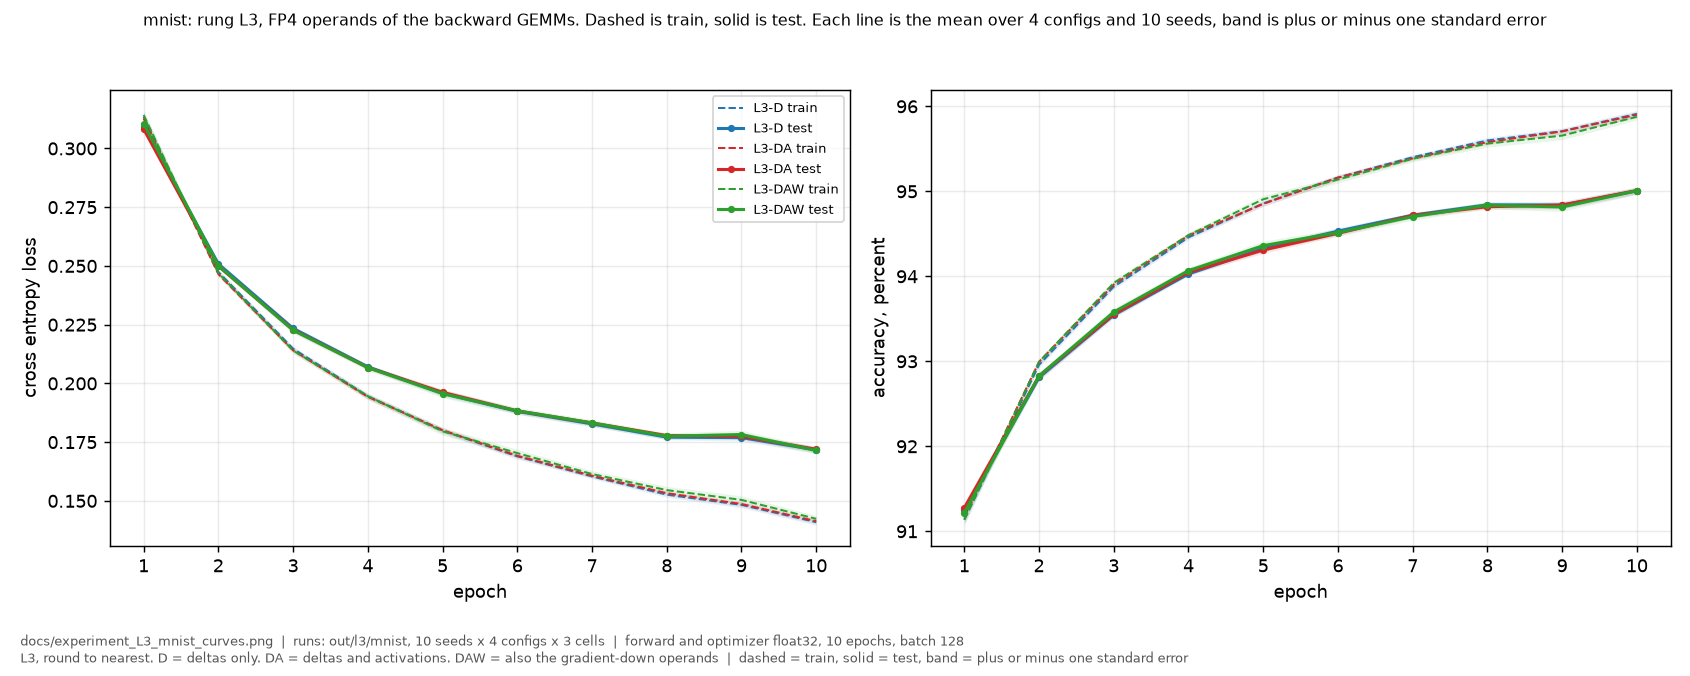 mnist: rung L3, FP4 operands of the backward GEMMs. Dashed is train, solid is test. Each line is the mean over 4 configs and 10 seeds, band is plus or minus one standard error
cross entropy loss
0.300
0.275
0.250
0.225
0.200
0.175
0.150
L3-D train
L3-D test
L3-DA train
L3-DA test
L3-DAW train
L3-DAW test
1 2 3 4 5 6 7 8 9 10
epoch
accuracy, percent
96
95
94
93
92
91
1 2 3 4 5 6 7 8 9 10
epoch
docs/experiment_L3_mnist_curves.png | runs: out/l3/mnist, 10 seeds x 4 configs x 3 cells | forward and optimizer float32, 10 epochs, batch 128
L3, round to nearest. D = deltas only. DA = deltas and activations. DAW = also the gradient-down operands | dashed = train, solid = test, band = plus or minus one standard error